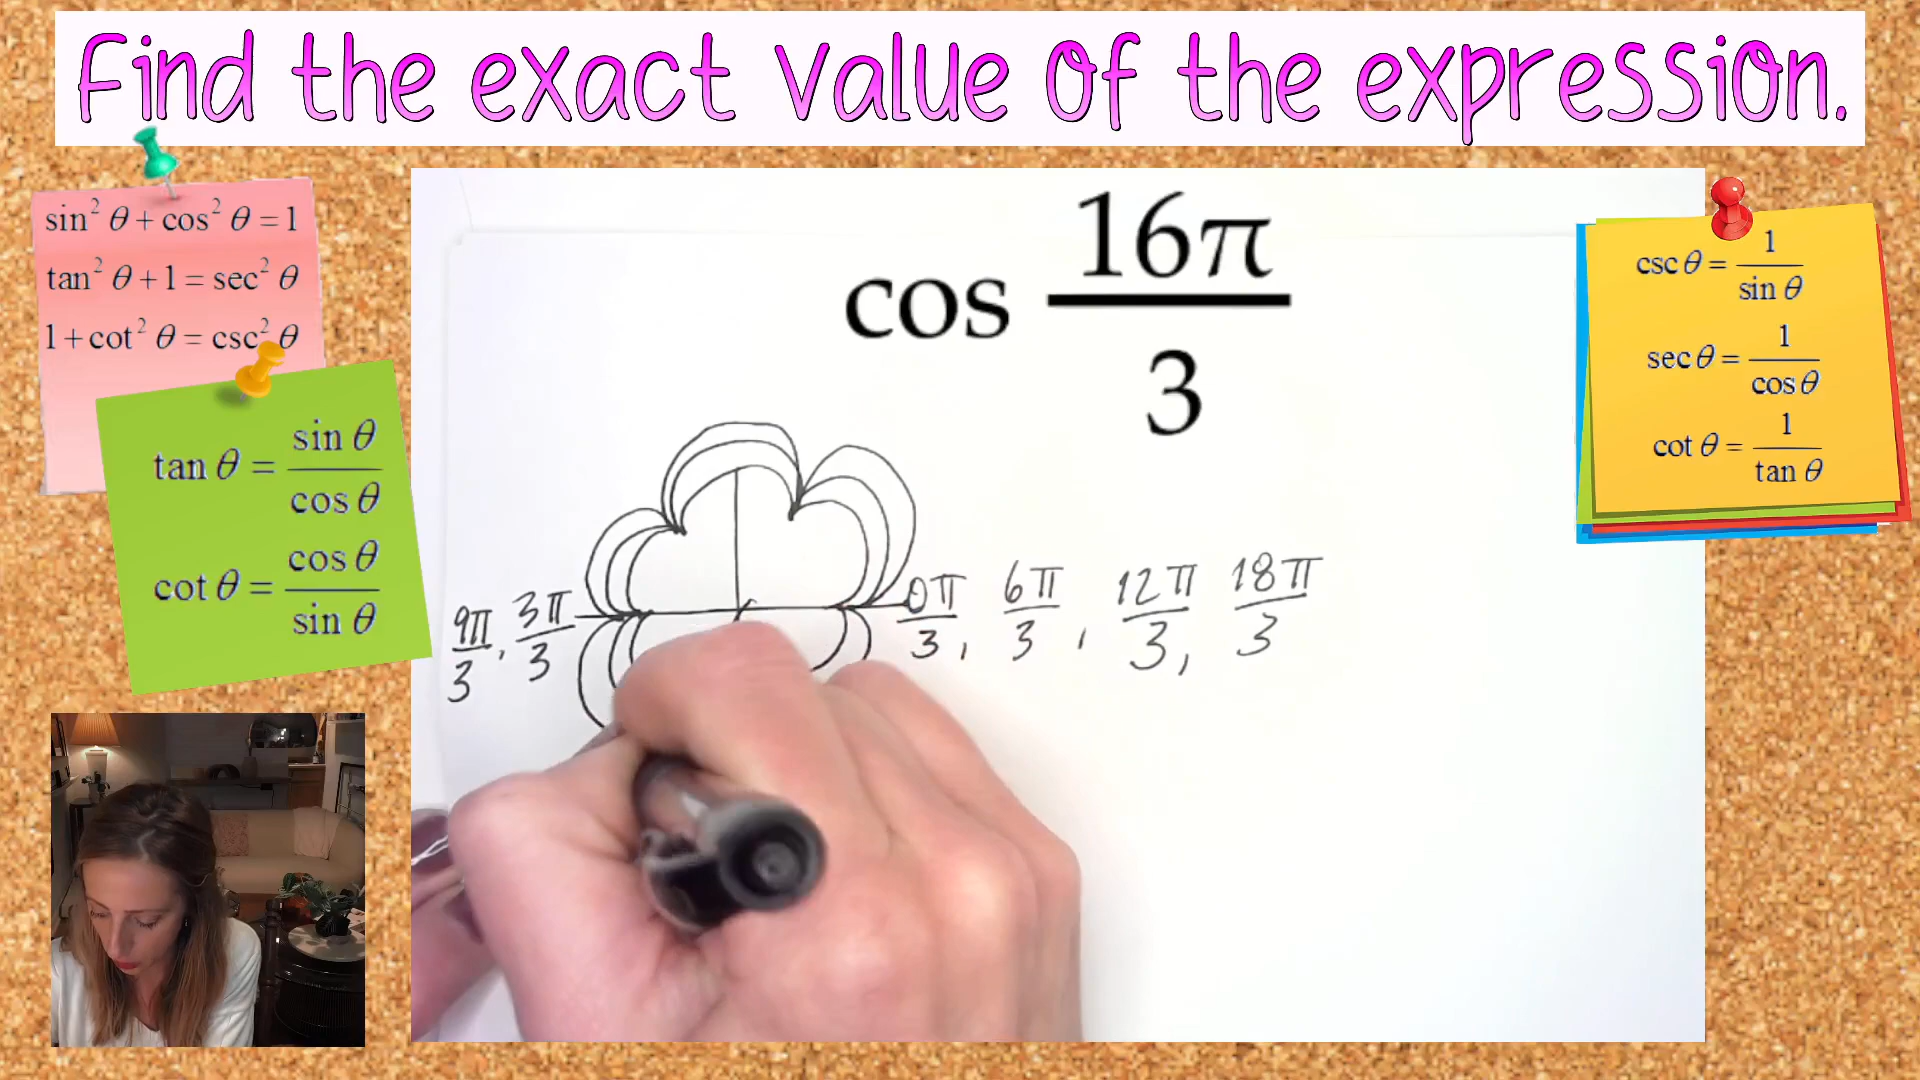 Find the exact value of the expression.
sin² θ + cos² θ = 1
tan² θ + 1 = sec² θ
1 + cot² θ = csc² θ
tan θ = sin θ / cos θ
cot θ = cos θ / sin θ
cos 16π / 3
9π/3, 3π/3
0π/3, 6π/3, 12π/3, 18π/3
csc θ = 1 / sin θ
sec θ = 1 / cos θ
cot θ = 1 / tan θ